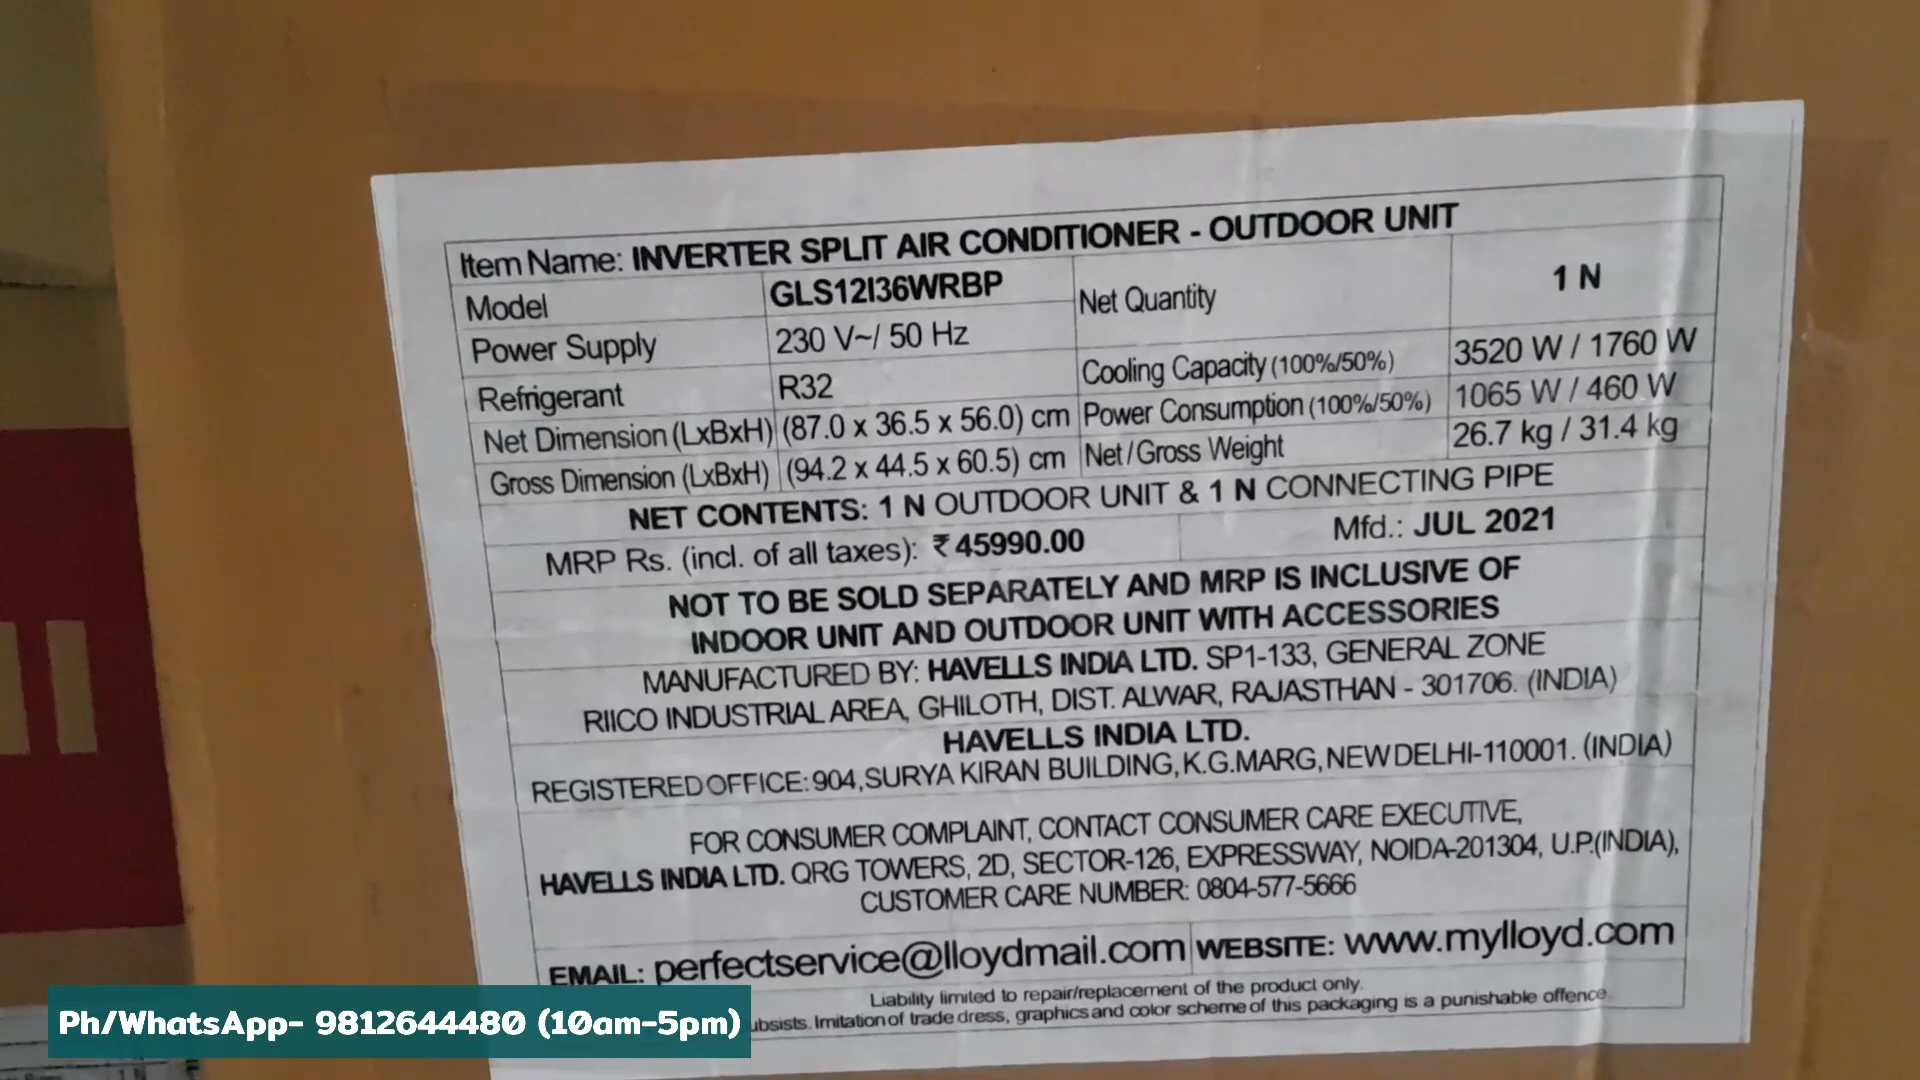 Item Name: INVERTER SPLIT AIR CONDITIONER - OUTDOOR UNIT
Model GLS12I36WRBP Net Quantity 1 N
Power Supply 230 V~/ 50 Hz
Refrigerant R32 Cooling Capacity (100%/50%) 3520 W / 1760 W
Net Dimension (LxBxH) (87.0 x 36.5 x 56.0) cm Power Consumption (100%/50%) 1065 W / 460 W
Gross Dimension (LxBxH) (94.2 x 44.5 x 60.5) cm Net/Gross Weight 26.7 kg / 31.4 kg
NET CONTENTS: 1 N OUTDOOR UNIT & 1 N CONNECTING PIPE
MRP Rs. (incl. of all taxes): ₹ 45990.00 Mfd.: JUL 2021
NOT TO BE SOLD SEPARATELY AND MRP IS INCLUSIVE OF
INDOOR UNIT AND OUTDOOR UNIT WITH ACCESSORIES
MANUFACTURED BY: HAVELLS INDIA LTD. SP1-133, GENERAL ZONE
RIICO INDUSTRIAL AREA, GHILOTH, DIST. ALWAR, RAJASTHAN - 301706. (INDIA)
HAVELLS INDIA LTD.
REGISTERED OFFICE: 904, SURYA KIRAN BUILDING, K.G.MARG, NEW DELHI-110001. (INDIA)
FOR CONSUMER COMPLAINT, CONTACT CONSUMER CARE EXECUTIVE,
HAVELLS INDIA LTD. QRG TOWERS, 2D, SECTOR-126, EXPRESSWAY, NOIDA-201304, U.P.(INDIA),
CUSTOMER CARE NUMBER: 0804-577-5666
EMAIL: perfectservice@lloydmail.com WEBSITE: www.mylloyd.com
Liability limited to repair/replacement of the product only.
Imitation of trade dress, graphics and color scheme of this packaging is a punishable offence
Ph/WhatsApp- 9812644480 (10am-5pm)